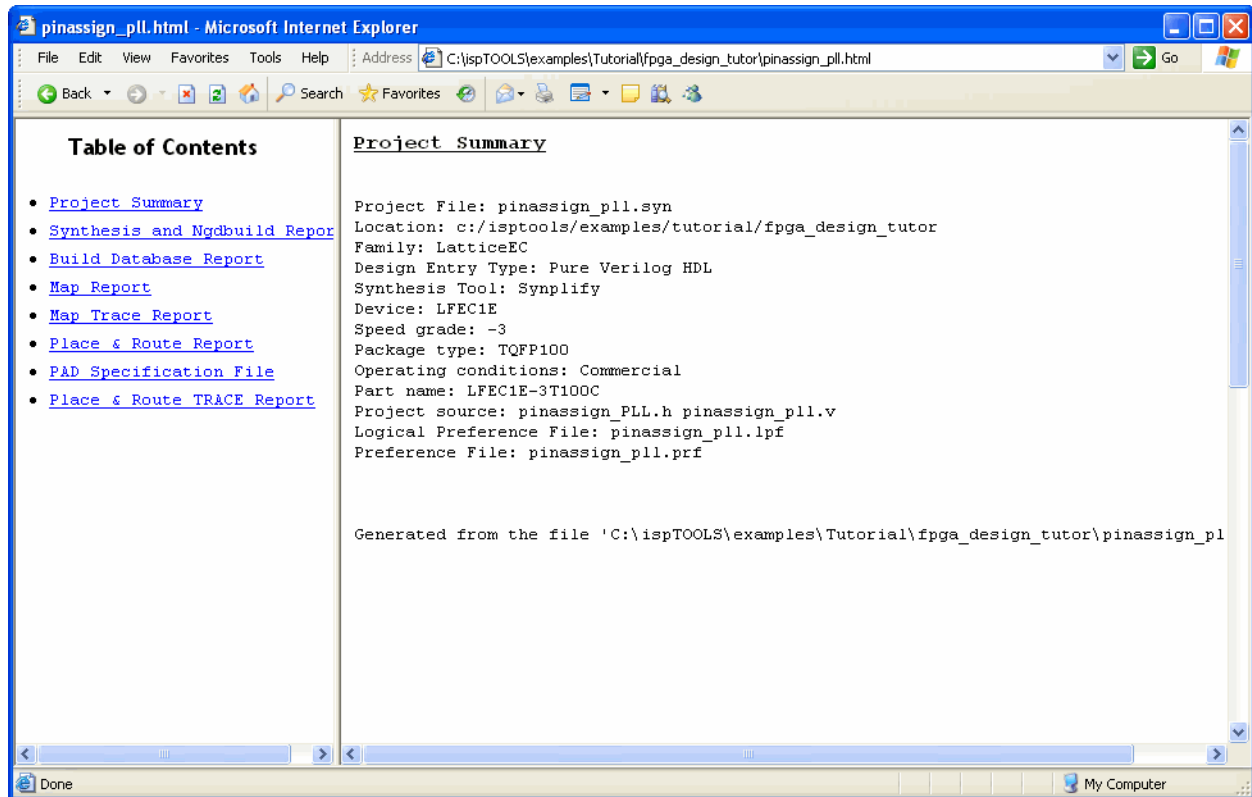 pinassign_pll.html - Microsoft Internet Explorer
File Edit View Favorites Tools Help Address C:\ispTOOLS\examples\Tutorial\fpga_design_tutor\pinassign_pll.html Go
Back Search Favorites
Table of Contents
Project Summary
Synthesis and Ngdbuild Repor
Build Database Report
Map Report
Map Trace Report
Place & Route Report
PAD Specification File
Place & Route TRACE Report
Project Summary
Project File: pinassign_pll.syn
Location: c:/isptools/examples/tutorial/fpga_design_tutor
Family: LatticeEC
Design Entry Type: Pure Verilog HDL
Synthesis Tool: Synplify
Device: LFEC1E
Speed grade: -3
Package type: TQFP100
Operating conditions: Commercial
Part name: LFEC1E-3T100C
Project source: pinassign_PLL.h pinassign_pll.v
Logical Preference File: pinassign_pll.lpf
Preference File: pinassign_pll.prf
Generated from the file 'C:\ispTOOLS\examples\Tutorial\fpga_design_tutor\pinassign_pl
Done My Computer